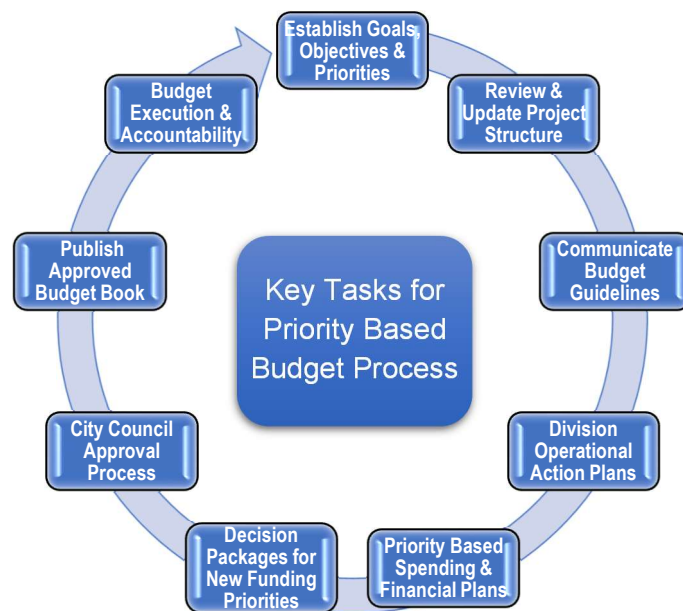 Establish Goals,
Objectives &
Priorities
Review &
Update Project
Structure
Communicate
Budget
Guidelines
Division
Operational
Action Plans
Priority Based
Spending &
Financial Plans
Decision
Packages for
New Funding
Priorities
City Council
Approval
Process
Publish
Approved
Budget Book
Budget
Execution &
Accountability
Key Tasks for
Priority Based
Budget Process